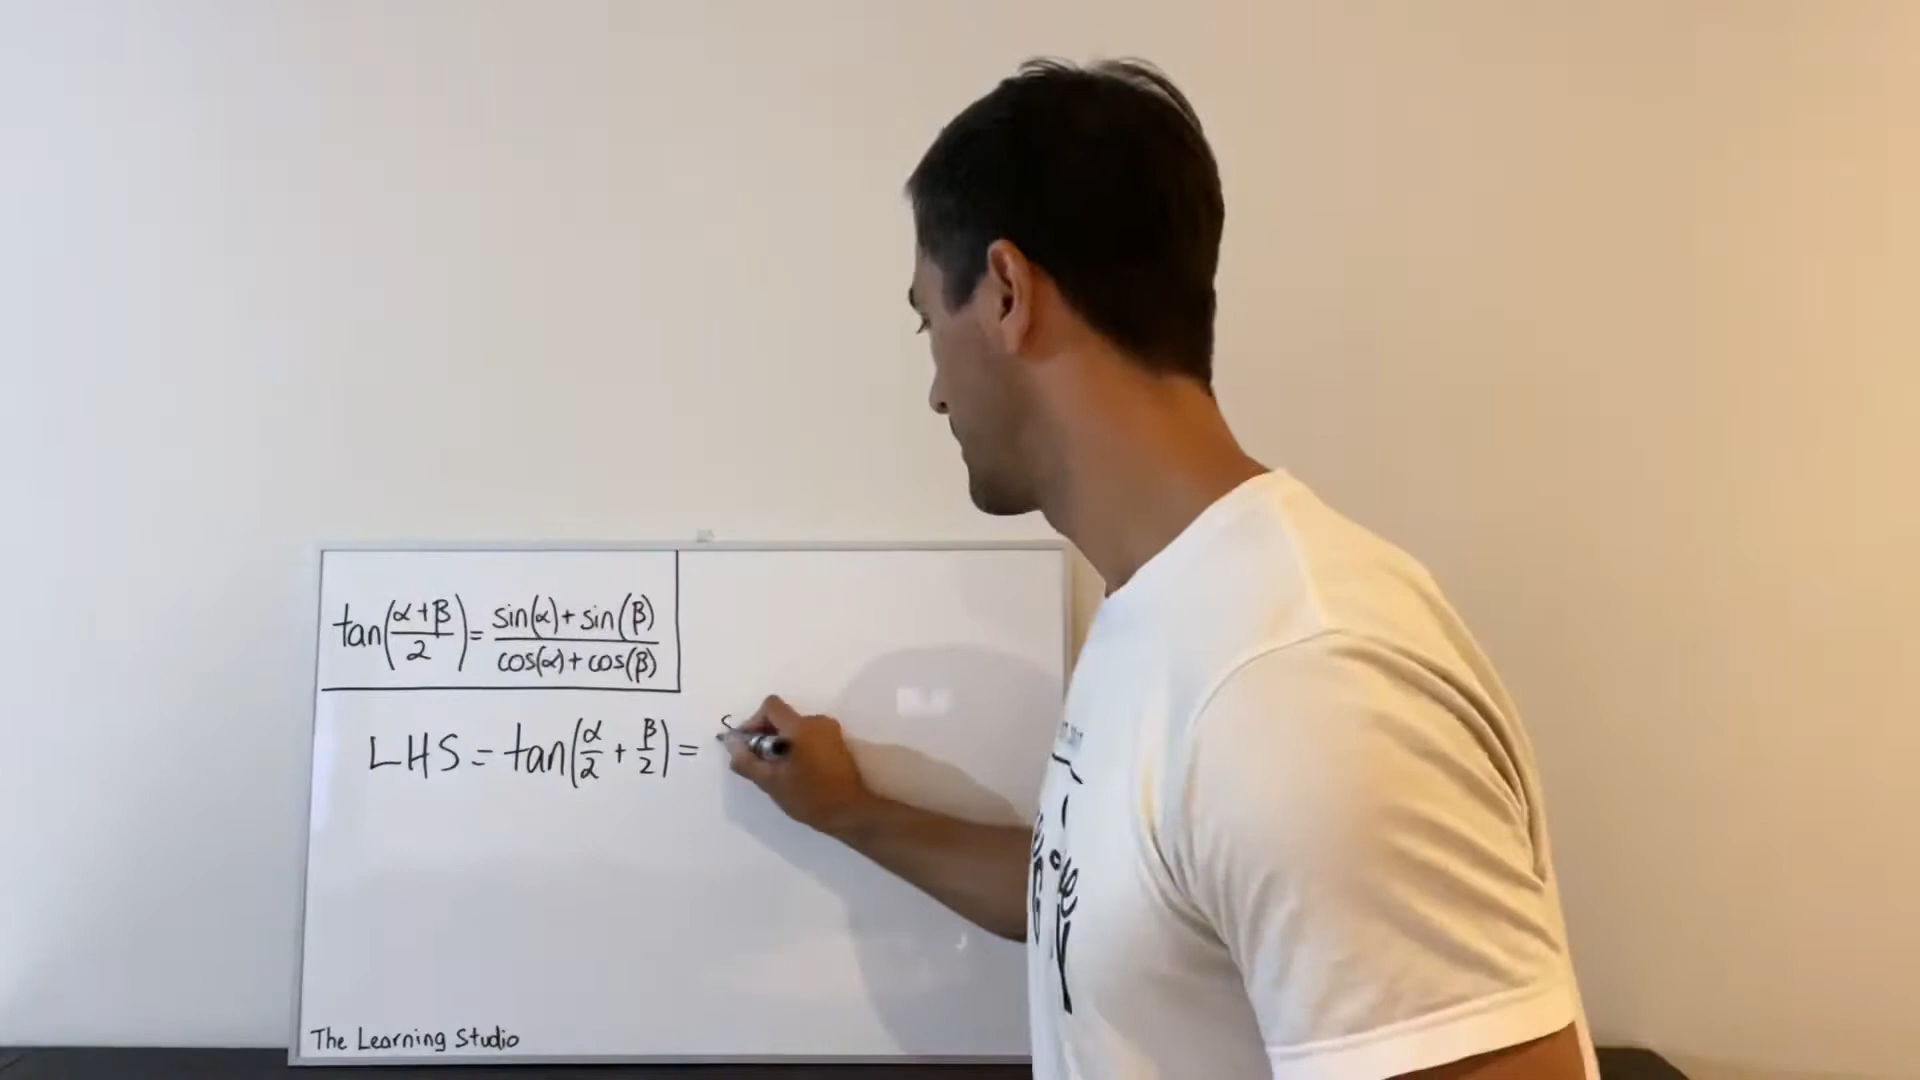 tan(α+β/2) = sin(α)+sin(β)/cos(α)+cos(β)
LHS = tan(α/2 + β/2) = s
The Learning Studio